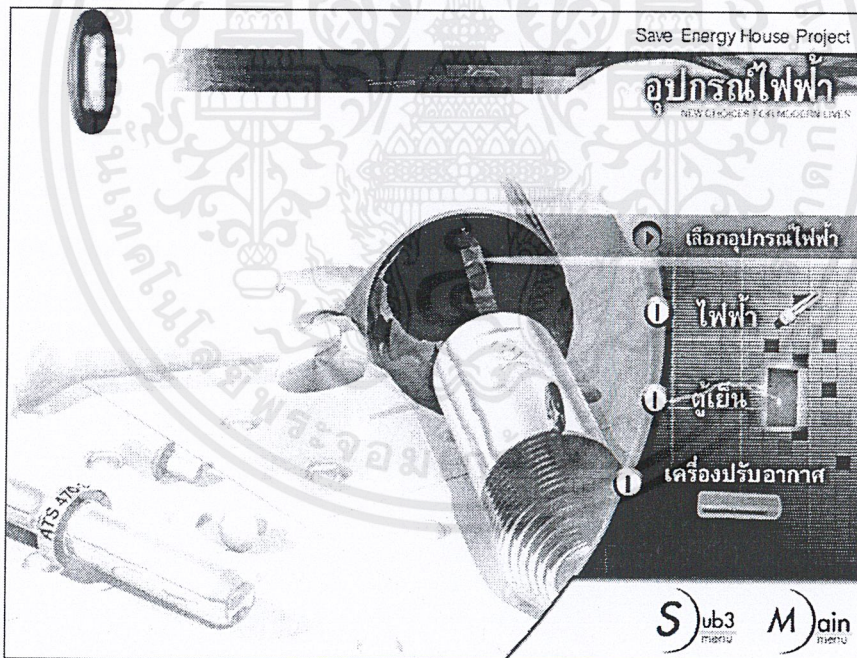 Save Energy House Project
อุปกรณ์ไฟฟ้า
NEW CHOICES FOR MODERN LIVES
เลือกอุปกรณ์ไฟฟ้า
ไฟฟ้า
ตู้เย็น
เครื่องปรับอากาศ
ATS 470
Sub3 menu
Main menu